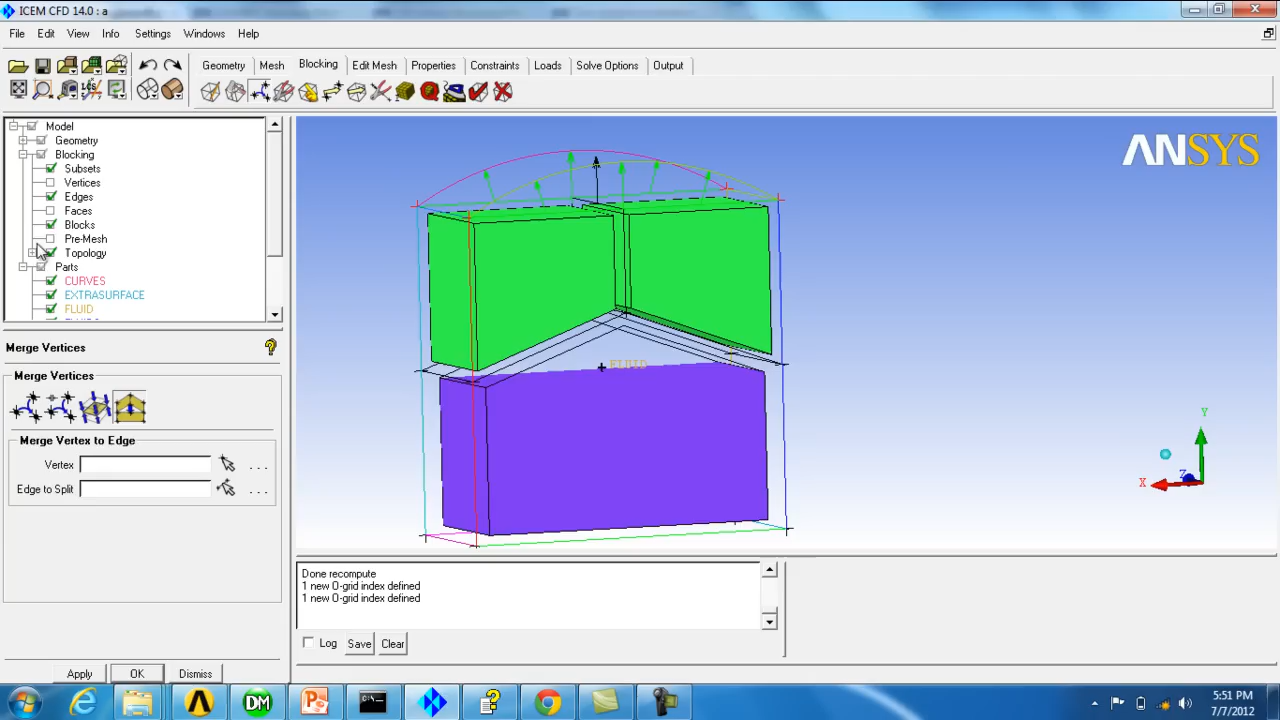 ICEM CFD 14.0 : a
File Edit View Info Settings Windows Help
Geometry Mesh Blocking Edit Mesh Properties Constraints Loads Solve Options Output
Model
Geometry
Blocking
Subsets
Vertices
Edges
Faces
Blocks
Pre-Mesh
Topology
Parts
CURVES
EXTRASURFACE
FLUID
ANSYS
Merge Vertices
Merge Vertices
Merge Vertex to Edge
Vertex
Edge to Split
FLUID
Y
X
Z
Done recompute
1 new O-grid index defined
1 new O-grid index defined
Log Save Clear
Apply OK Dismiss
DM
5:51 PM
7/7/2012